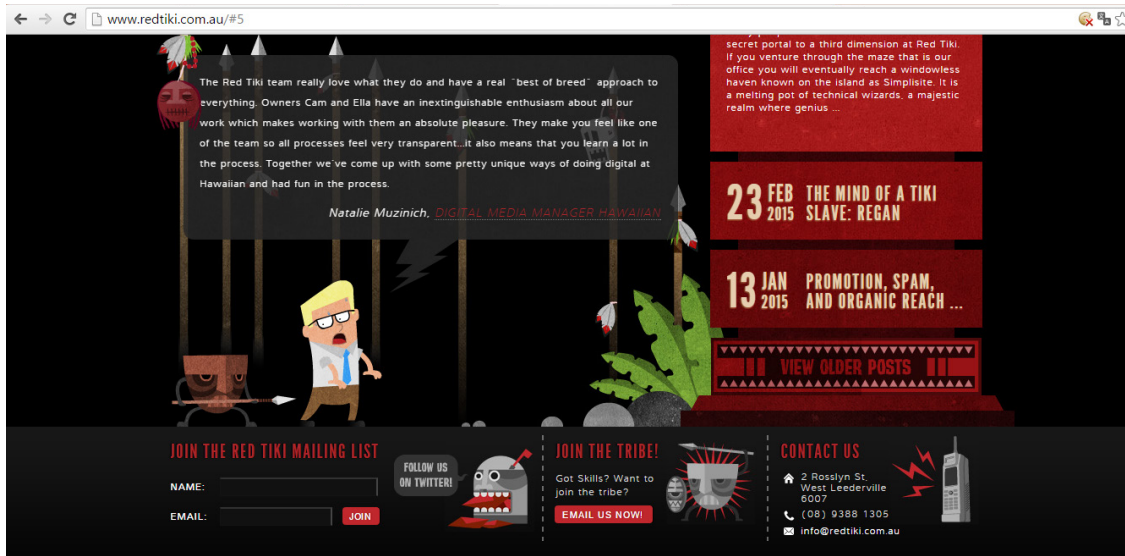 www.redtiki.com.au/#5
The Red Tiki team really love what they do and have a real ¨best of breed¨ approach to
everything. Owners Cam and Ella have an inextinguishable enthusiasm about all our
work which makes working with them an absolute pleasure. They make you feel like one
of the team so all processes feel very transparent...it also means that you learn a lot in
the process. Together we´ve come up with some pretty unique ways of doing digital at
Hawaiian and had fun in the process.
Natalie Muzinich, DIGITAL MEDIA MANAGER HAWAIIAN
secret portal to a third dimension at Red Tiki.
If you venture through the maze that is our
office you will eventually reach a windowless
haven known on the island as Simplisite. It is
a melting pot of technical wizards, a majestic
realm where genius ...
23 FEB 2015 THE MIND OF A TIKI
SLAVE: REGAN
13 JAN 2015 PROMOTION, SPAM,
AND ORGANIC REACH ...
VIEW OLDER POSTS
JOIN THE RED TIKI MAILING LIST
NAME:
EMAIL:
JOIN
FOLLOW US
ON TWITTER!
JOIN THE TRIBE!
Got Skills? Want to
join the tribe?
EMAIL US NOW!
CONTACT US
2 Rosslyn St,
West Leederville
6007
(08) 9388 1305
info@redtiki.com.au